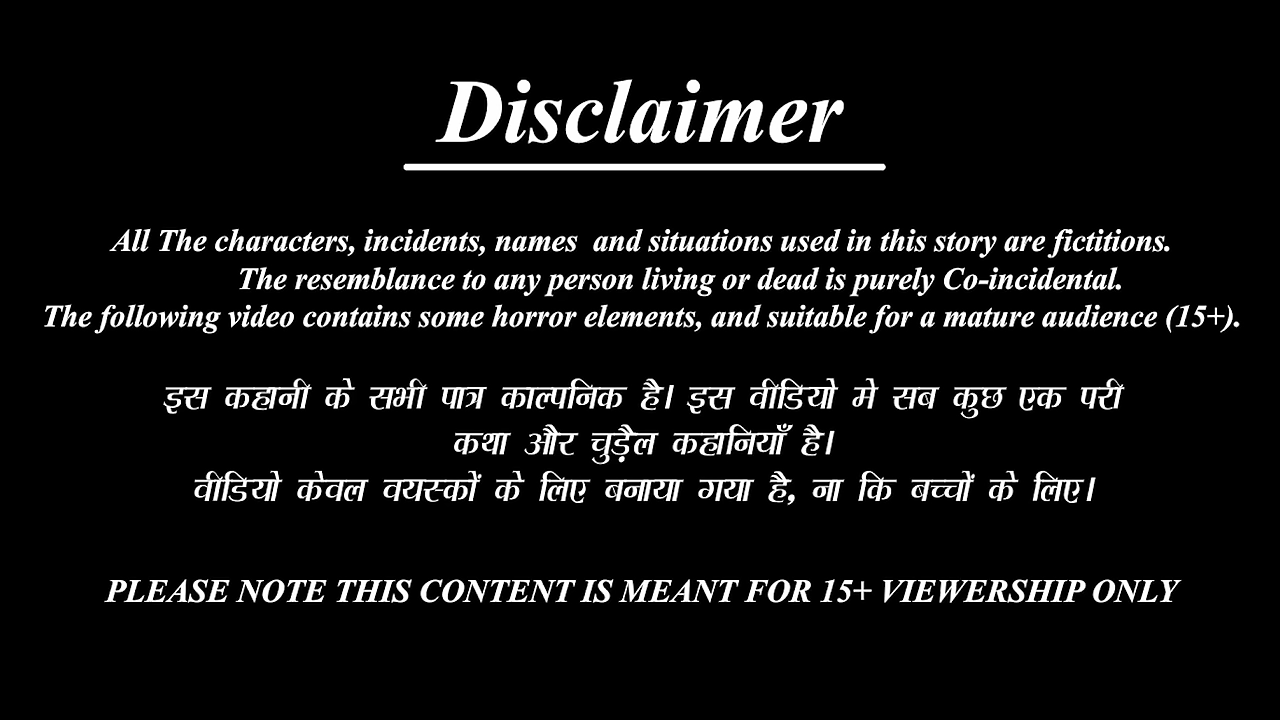 Disclaimer
All The characters, incidents, names  and situations used in this story are fictitions.
The resemblance to any person living or dead is purely Co-incidental.
The following video contains some horror elements, and suitable for a mature audience (15+).
इस कहानी के सभी पात्र काल्पनिक है। इस वीडियो मे सब कुछ एक परी
कथा और चुड़ैल कहानियाँ है।
वीडियो केवल वयस्कों के लिए बनाया गया है, ना कि बच्चों के लिए।
PLEASE NOTE THIS CONTENT IS MEANT FOR 15+ VIEWERSHIP ONLY